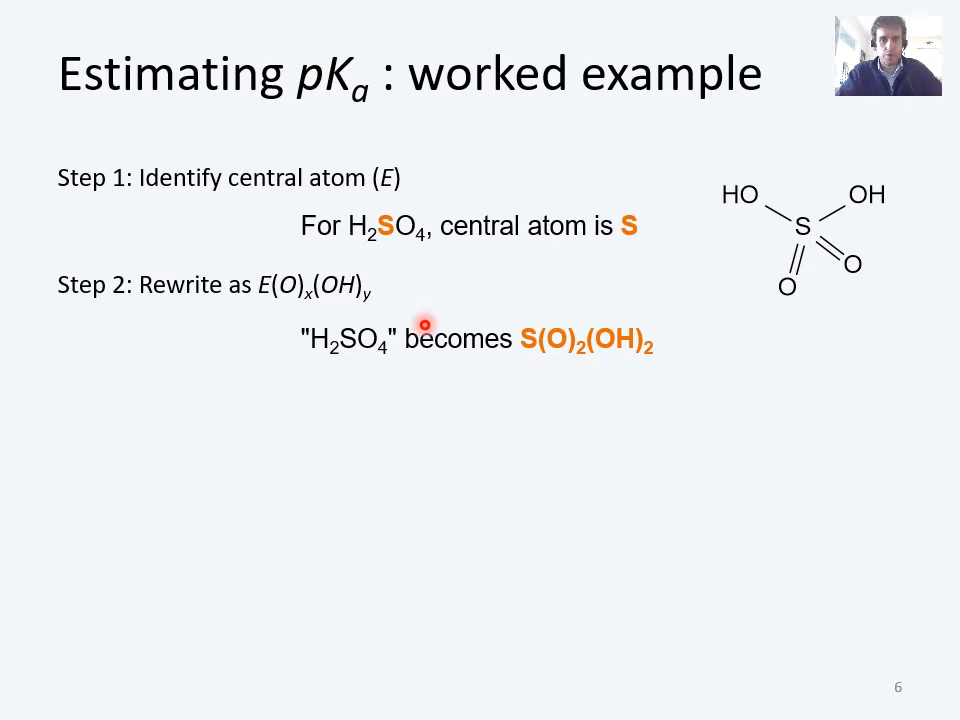 Estimating pKₐ : worked example
Step 1: Identify central atom (E)
For H₂SO₄, central atom is S
Step 2: Rewrite as E(O)ₓ(OH)ᵧ
"H₂SO₄" becomes S(O)₂(OH)₂
HO OH
S
O
O
6